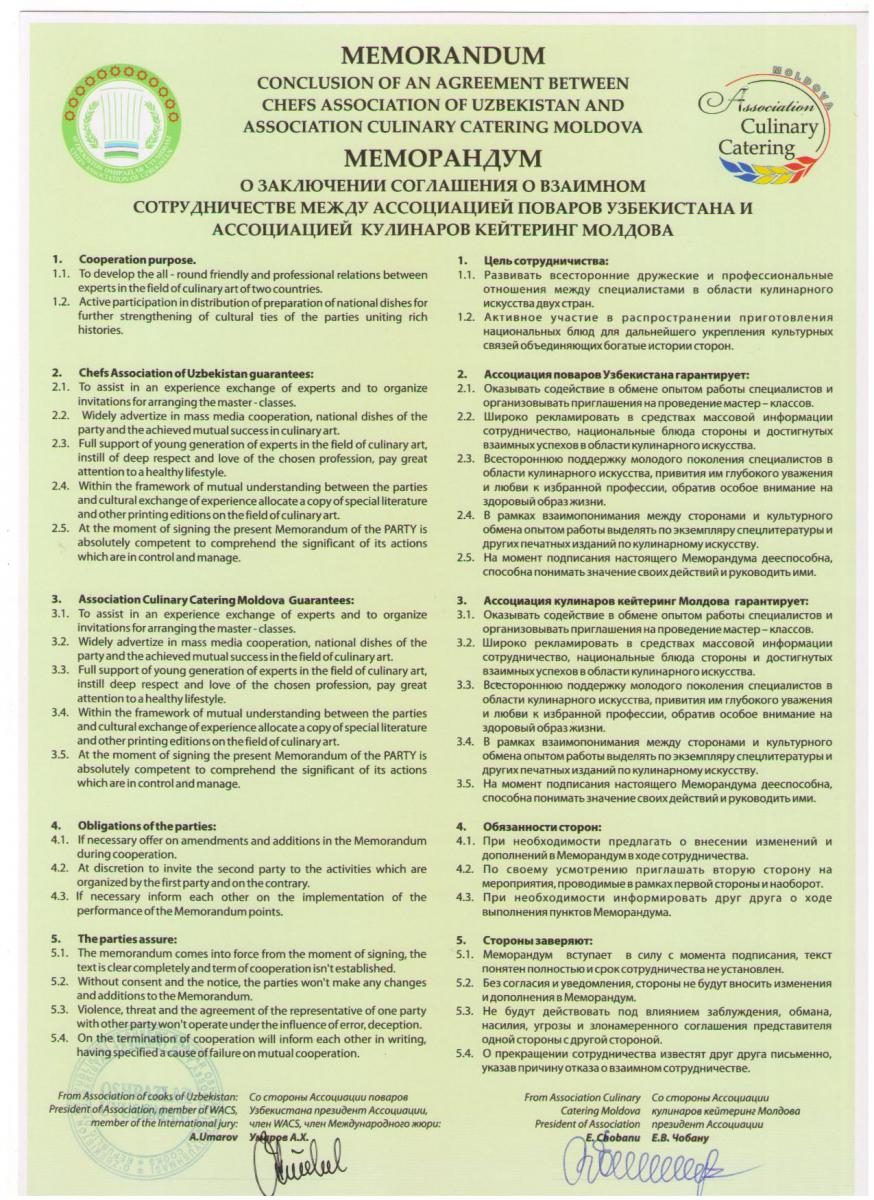 MEMORANDUM
CONCLUSION OF AN AGREEMENT BETWEEN
CHEFS ASSOCIATION OF UZBEKISTAN AND
ASSOCIATION CULINARY CATERING MOLDOVA
МЕМОРАНДУМ
О ЗАКЛЮЧЕНИИ СОГЛАШЕНИЯ О ВЗАИМНОМ
СОТРУДНИЧЕСТВЕ МЕЖДУ АССОЦИАЦИЕЙ ПОВАРОВ УЗБЕКИСТАНА И
АССОЦИАЦИЕЙ КУЛИНАРОВ КЕЙТЕРИНГ МОЛДОВА
CHEFS ASSOCIATION OF UZBEKISTAN
MOLDOVA
Association
Culinary
Catering
1. Cooperation purpose.
1.1. To develop the all - round friendly and professional relations between
experts in the field of culinary art of two countries.
1.2. Active participation in distribution of preparation of national dishes for
further strengthening of cultural ties of the parties uniting rich
histories.
2. Chefs Association of Uzbekistan guarantees:
2.1. To assist in an experience exchange of experts and to organize
invitations for arranging the master - classes.
2.2. Widely advertize in mass media cooperation, national dishes of the
party and the achieved mutual success in culinary art.
2.3. Full support of young generation of experts in the field of culinary art,
instill of deep respect and love of the chosen profession, pay great
attention to a healthy lifestyle.
2.4. Within the framework of mutual understanding between the parties
and cultural exchange of experience allocate a copy of special literature
and other printing editions on the field of culinary art.
2.5. At the moment of signing the present Memorandum of the PARTY is
absolutely competent to comprehend the significant of its actions
which are in control and manage.
3. Association Culinary Catering Moldova Guarantees:
3.1. To assist in an experience exchange of experts and to organize
invitations for arranging the master - classes.
3.2. Widely advertize in mass media cooperation, national dishes of the
party and the achieved mutual success in the field of culinary art.
3.3. Full support of young generation of experts in the field of culinary art,
instill deep respect and love of the chosen profession, pay great
attention to a healthy lifestyle.
3.4. Within the framework of mutual understanding between the parties
and cultural exchange of experience allocate a copy of special literature
and other printing editions on the field of culinary art.
3.5. At the moment of signing the present Memorandum of the PARTY is
absolutely competent to comprehend the significant of its actions
which are in control and manage.
4. Obligations of the parties:
4.1. If necessary offer on amendments and additions in the Memorandum
during cooperation.
4.2. At discretion to invite the second party to the activities which are
organized by the first party and on the contrary.
4.3. If necessary inform each other on the implementation of the
performance of the Memorandum points.
5. The parties assure:
5.1. The memorandum comes into force from the moment of signing, the
text is clear completely and term of cooperation isn't established.
5.2. Without consent and the notice, the parties won't make any changes
and additions to the Memorandum.
5.3. Violence, threat and the agreement of the representative of one party
with other party won't operate under the influence of error, deception.
5.4. On the termination of cooperation will inform each other in writing,
having specified a cause of failure on mutual cooperation.
1. Цель сотрудничиства:
1.1. Развивать всесторонние дружеские и профессиональные
отношения между специалистами в области кулинарного
искусства двух стран.
1.2. Активное участие в распространении приготовления
национальных блюд для дальнейшего укрепления культурных
связей объединяющих богатые истории сторон.
2. Ассоциация поваров Узбекистана гарантирует:
2.1. Оказывать содействие в обмене опытом работы специалистов и
организовывать приглашения на проведение мастер – классов.
2.2. Широко рекламировать в средствах массовой информации
сотрудничество, национальные блюда стороны и достигнутых
взаимных успехов в области кулинарного искусства.
2.3. Всестороннюю поддержку молодого поколения специалистов в
области кулинарного искусства, привития им глубокого уважения
и любви к избранной профессии, обратив особое внимание на
здоровый образ жизни.
2.4. В рамках взаимопонимания между сторонами и культурного
обмена опытом работы выделять по экземпляру спецлитературы и
других печатных изданий по кулинарному искусству.
2.5. На момент подписания настоящего Меморандума дееспособна,
способна понимать значение своих действий и руководить ими.
3. Ассоциация кулинаров кейтеринг Молдова гарантирует:
3.1. Оказывать содействие в обмене опытом работы специалистов и
организовывать приглашения на проведение мастер – классов.
3.2. Широко рекламировать в средствах массовой информации
сотрудничество, национальные блюда стороны и достигнутых
взаимных успехов в области кулинарного искусства.
3.3. Всестороннюю поддержку молодого поколения специалистов в
области кулинарного искусства, привития им глубокого уважения
и любви к избранной профессии, обратив особое внимание на
здоровый образ жизни.
3.4. В рамках взаимопонимания между сторонами и культурного
обмена опытом работы выделять по экземпляру спецлитературы и
других печатных изданий по кулинарному искусству.
3.5. На момент подписания настоящего Меморандума дееспособна,
способна понимать значение своих действий и руководить ими.
4. Обязанности сторон:
4.1. При необходимости предлагать о внесении изменений и
дополнений в Меморандум в ходе сотрудничества.
4.2. По своему усмотрению приглашать вторую сторону на
мероприятия, проводимые в рамках первой стороны и наоборот.
4.3. При необходимости информировать друг друга о ходе
выполнения пунктов Меморандума.
5. Стороны заверяют:
5.1. Меморандум вступает в силу с момента подписания, текст
понятен полностью и срок сотрудничества не установлен.
5.2. Без согласия и уведомления, стороны не будут вносить изменения
и дополнения в Меморандум.
5.3. Не будут действовать под влиянием заблуждения, обмана,
насилия, угрозы и злонамеренного соглашения представителя
одной стороны с другой стороной.
5.4. О прекращении сотрудничества известят друг друга письменно,
указав причину отказа о взаимном сотрудничестве.
From Association of cooks of Uzbekistan:
President of Association, member of WACS,
member of the International jury:
A.Umarov
Со стороны Ассоциации поваров
Узбекистана президент Ассоциации,
член WACS, член Международного жюри:
Умаров А.Х.
From Association Culinary
Catering Moldova
President of Association
E. Chobanu
Со стороны Ассоциации
кулинаров кейтеринг Молдова
президент Ассоциации
Е.В. Чобану